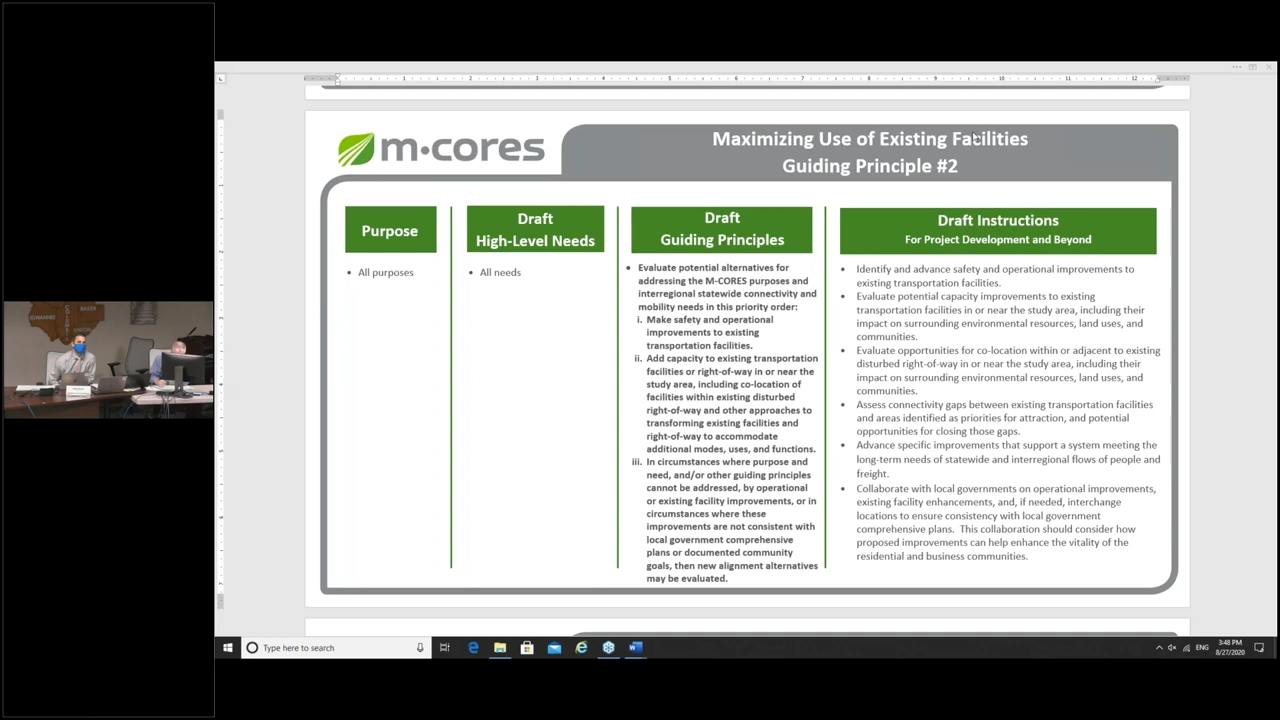 m·cores
Maximizing Use of Existing Facilities
Guiding Principle #2
Purpose
• All purposes
Draft
High-Level Needs
• All needs
Draft
Guiding Principles
• Evaluate potential alternatives for
addressing the M-CORES purposes and
interregional statewide connectivity and
mobility needs in this priority order:
i. Make safety and operational
improvements to existing
transportation facilities.
ii. Add capacity to existing transportation
facilities or right-of-way in or near the
study area, including co-location of
facilities within existing disturbed
right-of-way and other approaches to
transforming existing facilities and
right-of-way to accommodate
additional modes, uses, and functions.
iii. In circumstances where purpose and
need, and/or other guiding principles
cannot be addressed, by operational
or existing facility improvements, or in
circumstances where these
improvements are not consistent with
local government comprehensive
plans or documented community
goals, then new alignment alternatives
may be evaluated.
Draft Instructions
For Project Development and Beyond
• Identify and advance safety and operational improvements to
existing transportation facilities.
• Evaluate potential capacity improvements to existing
transportation facilities in or near the study area, including their
impact on surrounding environmental resources, land uses, and
communities.
• Evaluate opportunities for co-location within or adjacent to existing
disturbed right-of-way in or near the study area, including their
impact on surrounding environmental resources, land uses, and
communities.
• Assess connectivity gaps between existing transportation facilities
and areas identified as priorities for attraction, and potential
opportunities for closing those gaps.
• Advance specific improvements that support a system meeting the
long-term needs of statewide and interregional flows of people and
freight.
• Collaborate with local governments on operational improvements,
existing facility enhancements, and, if needed, interchange
locations to ensure consistency with local government
comprehensive plans. This collaboration should consider how
proposed improvements can help enhance the vitality of the
residential and business communities.
SUWANNEE
BAKER
UNION
Type here to search
ENG
3:48 PM
8/27/2020